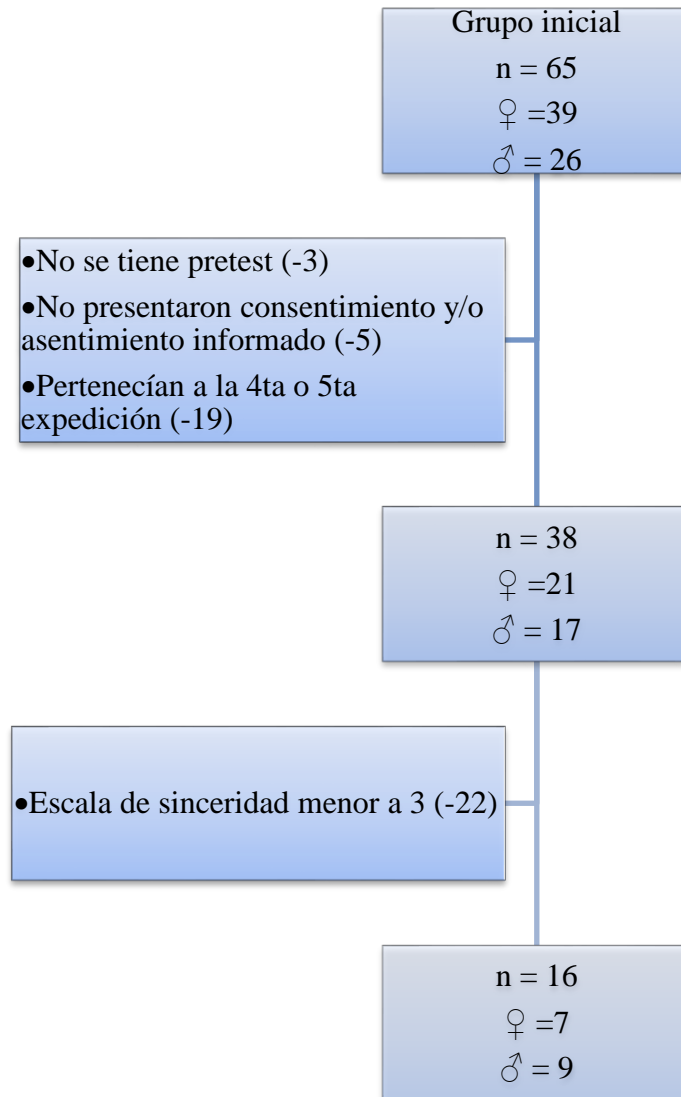 Grupo inicial
n = 65
♀ =39
♂ = 26
•No se tiene pretest (-3)
•No presentaron consentimiento y/o
asentimiento informado (-5)
•Pertenecían a la 4ta o 5ta
expedición (-19)
n = 38
♀ =21
♂ = 17
•Escala de sinceridad menor a 3 (-22)
n = 16
♀ =7
♂ = 9